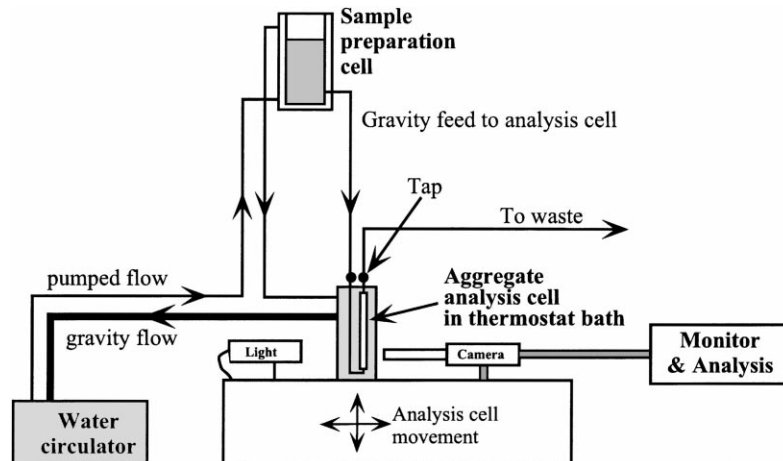 Sample
preparation
cell
Gravity feed to analysis cell
Tap
To waste
pumped flow
gravity flow
Aggregate
analysis cell
in thermostat bath
Light
Camera
Monitor
& Analysis
Water
circulator
Analysis cell
movement